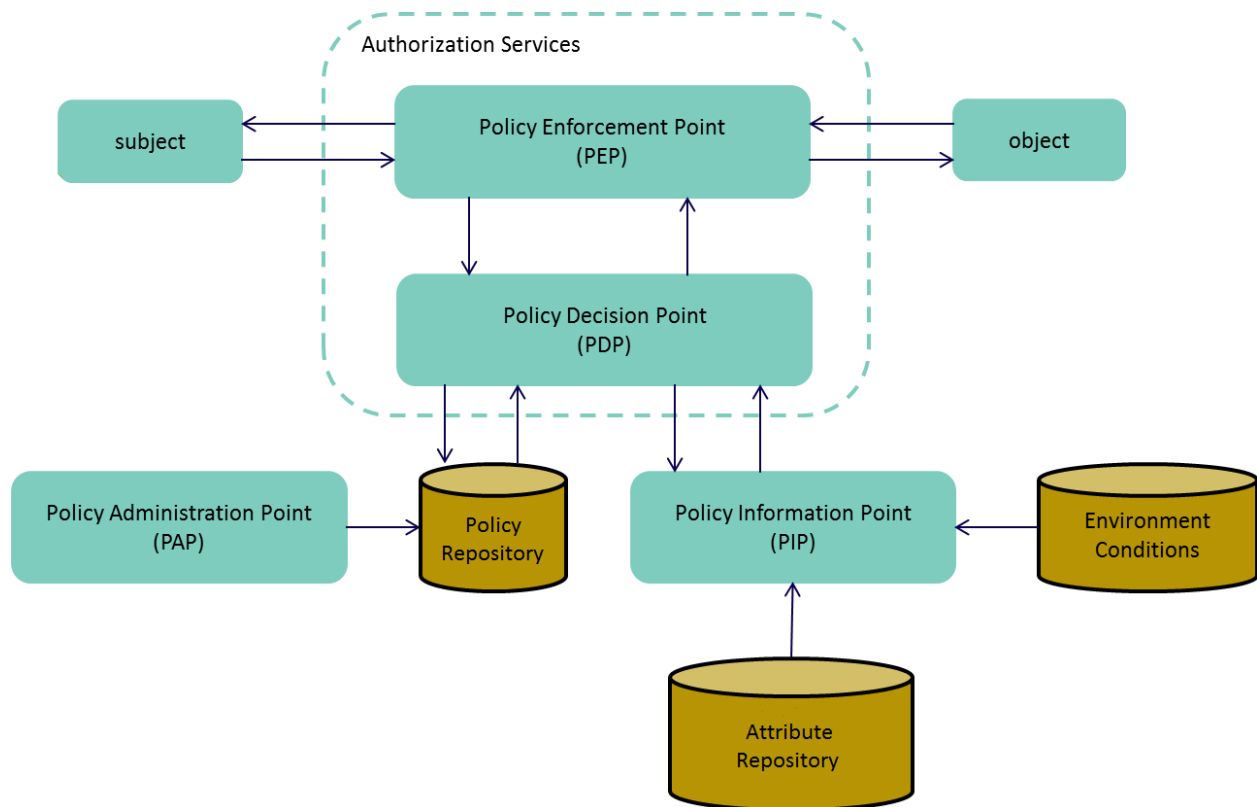 Authorization Services
subject
Policy Enforcement Point
(PEP)
object
Policy Decision Point
(PDP)
Policy Administration Point
(PAP)
Policy
Repository
Policy Information Point
(PIP)
Environment
Conditions
Attribute
Repository